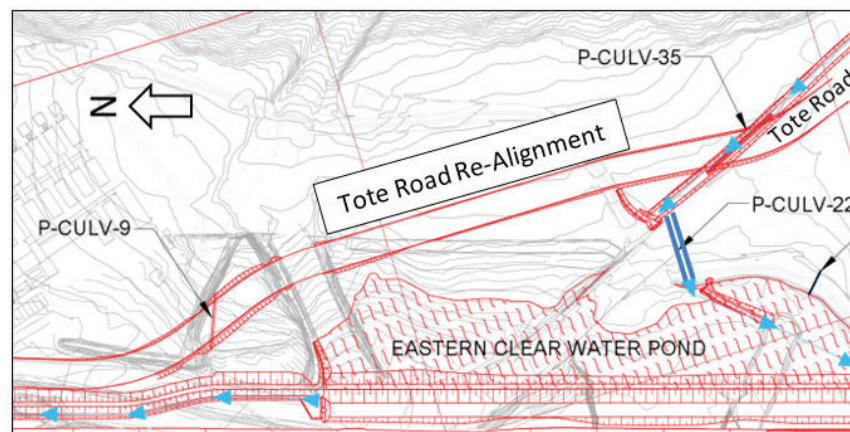 P-CULV-35
N
Tote Road
Tote Road Re-Alignment
P-CULV-22
P-CULV-9
EASTERN CLEAR WATER POND